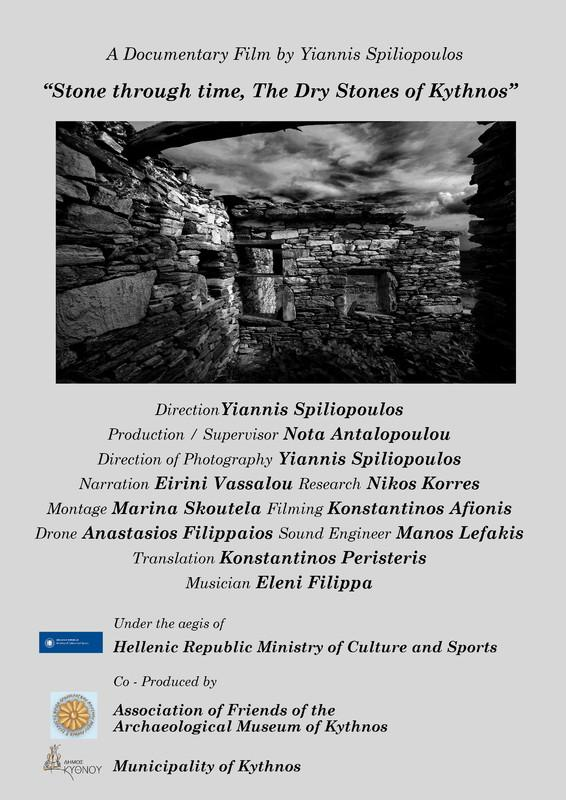 A Documentary Film by Yiannis Spiliopoulos
“Stone through time, The Dry Stones of Kythnos”
DirectionYiannis Spiliopoulos
Production / Supervisor Nota Antalopoulou
Direction of Photography Yiannis Spiliopoulos
Narration Eirini Vassalou Research Nikos Korres
Montage Marina Skoutela Filming Konstantinos Afionis
Drone Anastasios Filippaios Sound Engineer Manos Lefakis
Translation Konstantinos Peristeris
Musician Eleni Filippa
Under the aegis of
Hellenic Republic Ministry of Culture and Sports
Co - Produced by
Association of Friends of the
Archaeological Museum of Kythnos
ΔΗΜΟΣ
ΚΥΘΝΟΥ
Municipality of Kythnos